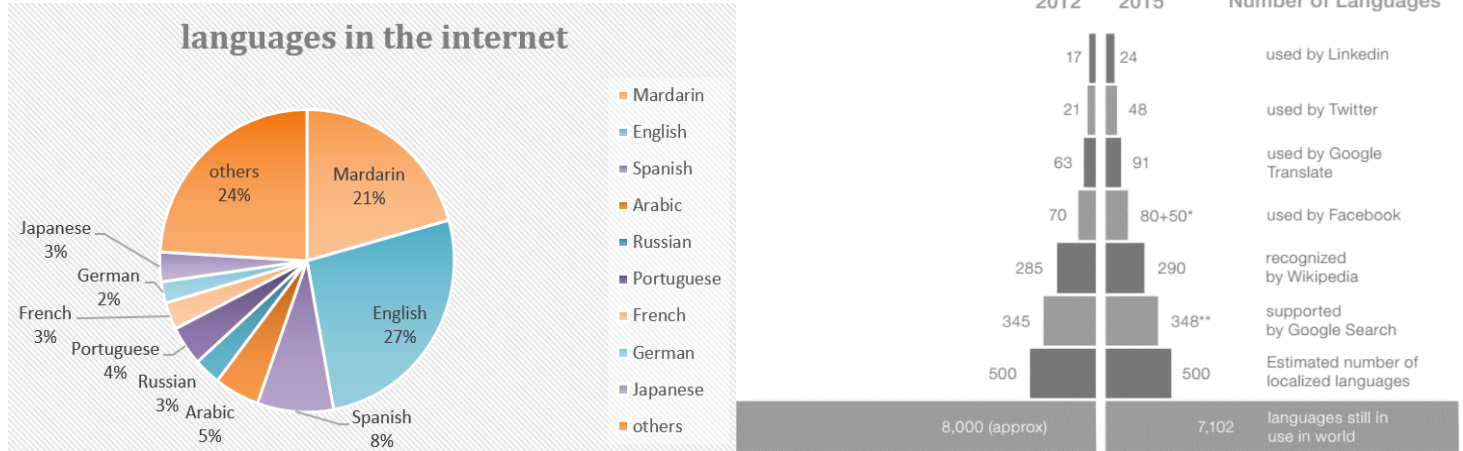 languages in the internet
Mardarin
21%
English
27%
Spanish
8%
Arabic
5%
Russian
3%
Portuguese
4%
French
3%
German
2%
Japanese
3%
others
24%
Mardarin
English
Spanish
Arabic
Russian
Portuguese
French
German
Japanese
others
2012 2015 Number of Languages
17 24 used by Linkedin
21 48 used by Twitter
63 91 used by Google
Translate
70 80+50* used by Facebook
285 290 recognized
by Wikipedia
345 348** supported
by Google Search
500 500 Estimated number of
localized languages
8,000 (approx) 7,102 languages still in
use in world